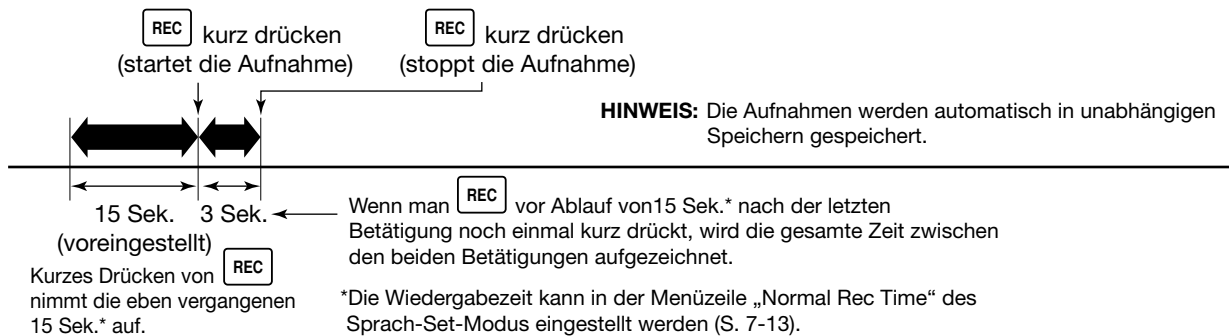 REC kurz drücken
(startet die Aufnahme)
REC kurz drücken
(stoppt die Aufnahme)
HINWEIS: Die Aufnahmen werden automatisch in unabhängigen
Speichern gespeichert.
15 Sek.
(voreingestellt)
3 Sek.
Kurzes Drücken von REC
nimmt die eben vergangenen
15 Sek.* auf.
Wenn man REC vor Ablauf von15 Sek.* nach der letzten
Betätigung noch einmal kurz drückt, wird die gesamte Zeit zwischen
den beiden Betätigungen aufgezeichnet.
*Die Wiedergabezeit kann in der Menüzeile „Normal Rec Time“ des
Sprach-Set-Modus eingestellt werden (S. 7-13).